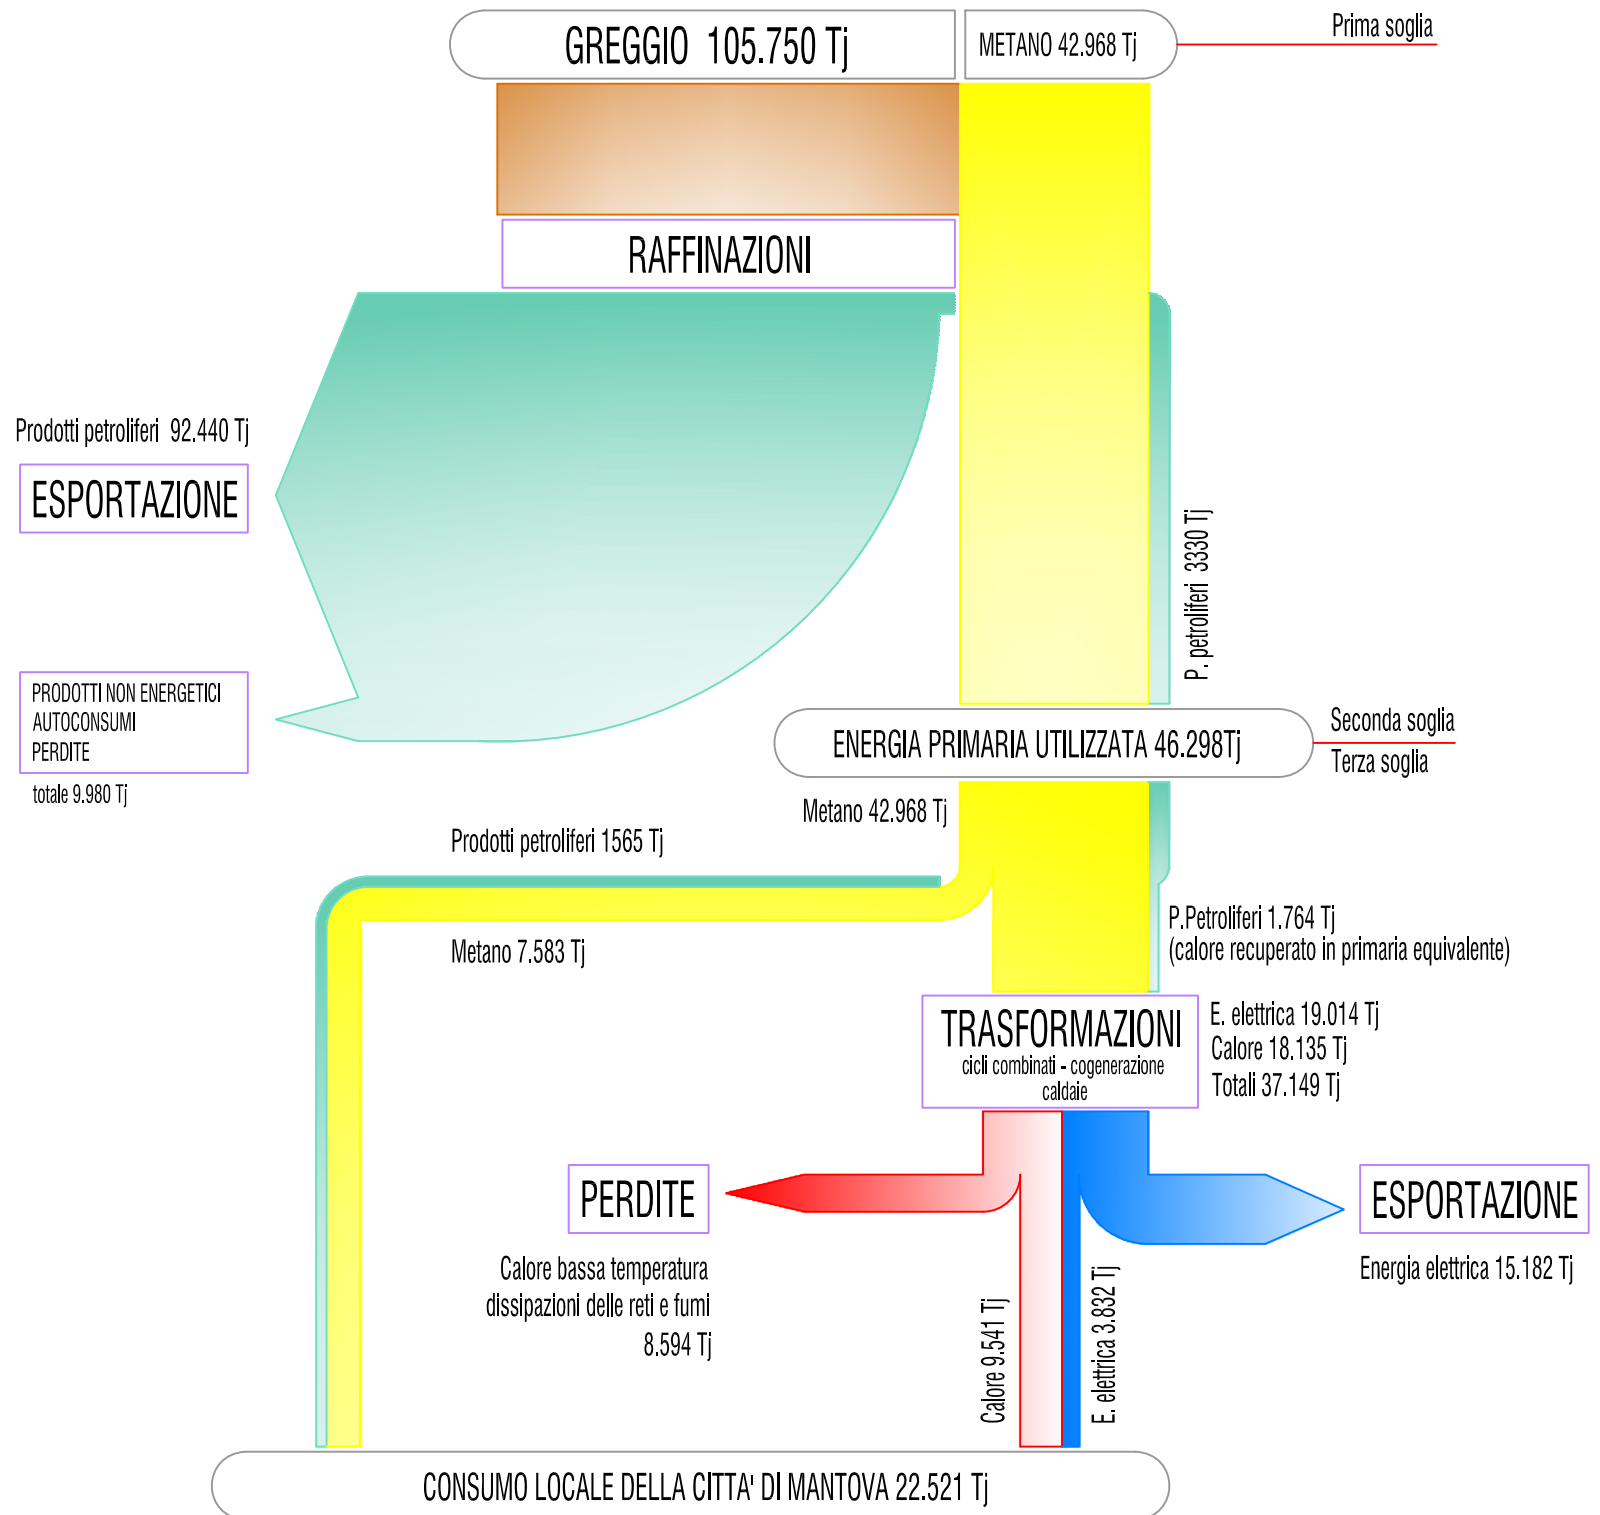 GREGGIO 105.750 Tj
METANO 42.968 Tj
Prima soglia
RAFFINAZIONI
Prodotti petroliferi 92.440 Tj
ESPORTAZIONE
P. petroliferi 3330 Tj
PRODOTTI NON ENERGETICI
AUTOCONSUMI
PERDITE
totale 9.980 Tj
ENERGIA PRIMARIA UTILIZZATA 46.298Tj
Seconda soglia
Terza soglia
Metano 42.968 Tj
Prodotti petroliferi 1565 Tj
Metano 7.583 Tj
P.Petroliferi 1.764 Tj
(calore recuperato in primaria equivalente)
TRASFORMAZIONI
cicli combinati - cogenerazione
caldaie
E. elettrica 19.014 Tj
Calore 18.135 Tj
Totali 37.149 Tj
PERDITE
Calore bassa temperatura
dissipazioni delle reti e fumi
8.594 Tj
ESPORTAZIONE
Energia elettrica 15.182 Tj
Calore 9.541 Tj
E. elettrica 3.832 Tj
CONSUMO LOCALE DELLA CITTA' DI MANTOVA 22.521 Tj